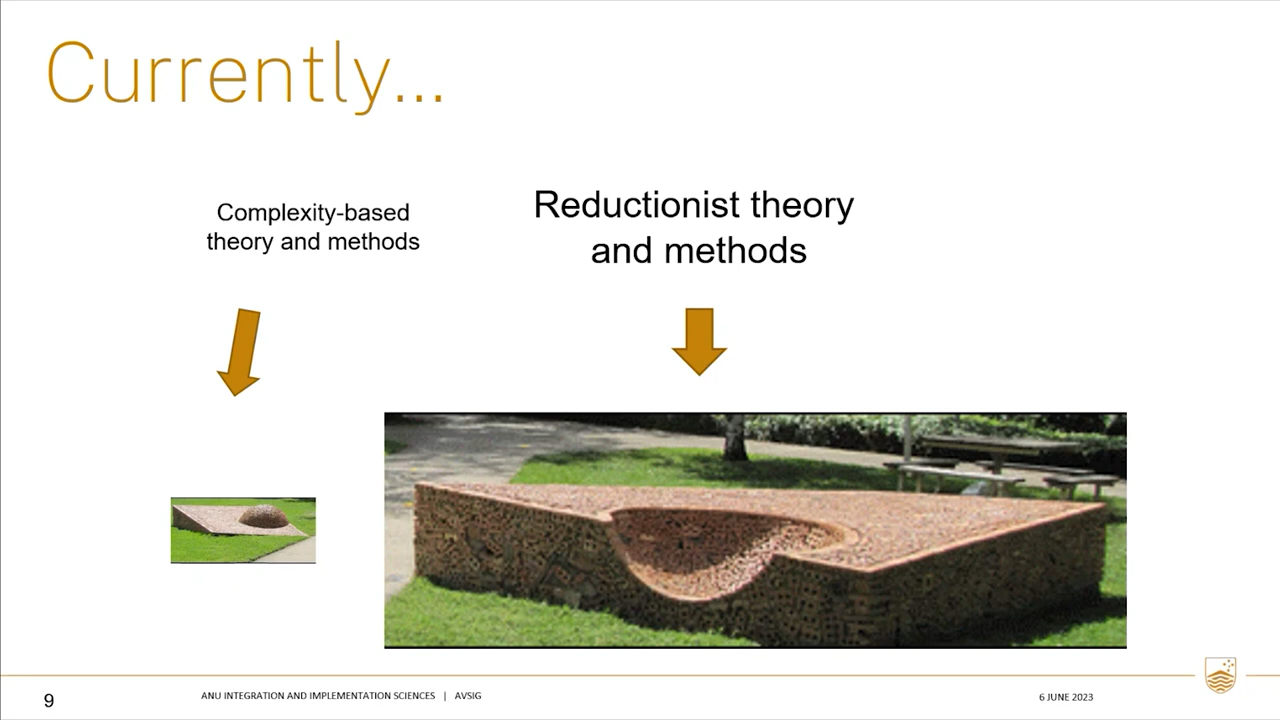 Currently...
Complexity-based
theory and methods
Reductionist theory
and methods
9
ANU INTEGRATION AND IMPLEMENTATION SCIENCES | AVSIG
6 JUNE 2023